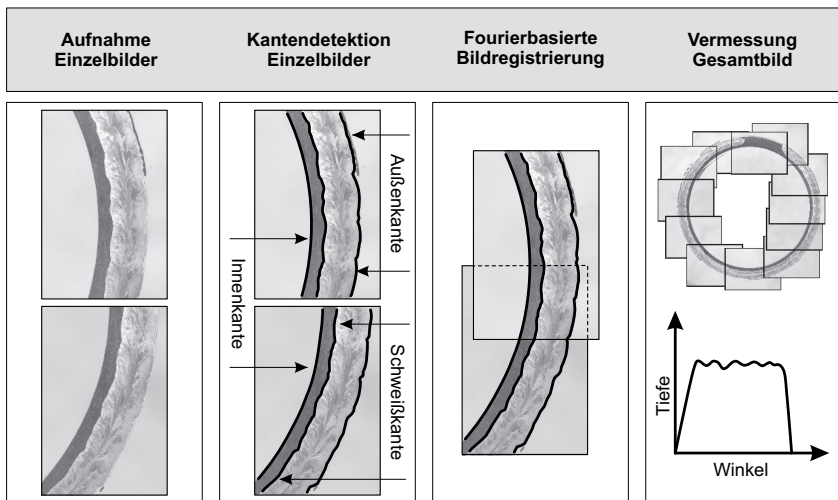 Aufnahme
Einzelbilder
Kantendetektion
Einzelbilder
Fourierbasierte
Bildregistrierung
Vermessung
Gesamtbild
Außenkante
Innenkante
Schweißkante
Tiefe
Winkel